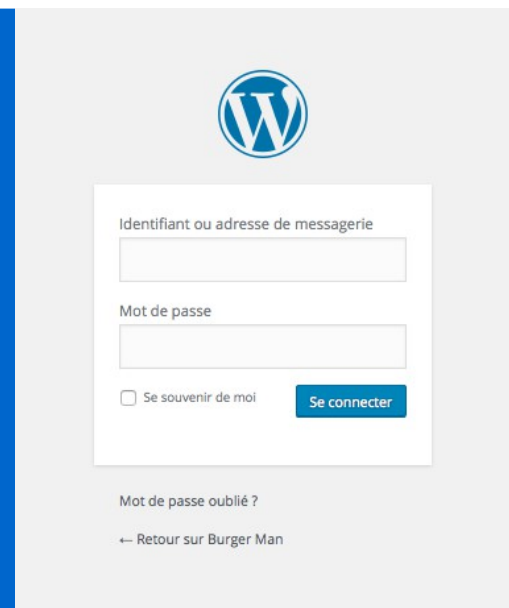 Identifiant ou adresse de messagerie
Mot de passe
Se souvenir de moi
Se connecter
Mot de passe oublié ?
← Retour sur Burger Man